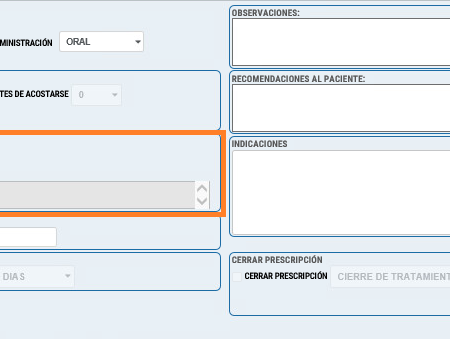 OBSERVACIONES:
MINISTRACIÓN ORAL
RECOMENDACIONES AL PACIENTE:
TES DE ACOSTARSE 0
INDICACIONES
CERRAR PRESCRIPCIÓN
DIAS
CERRAR PRESCRIPCIÓN CIERRE DE TRATAMIENT